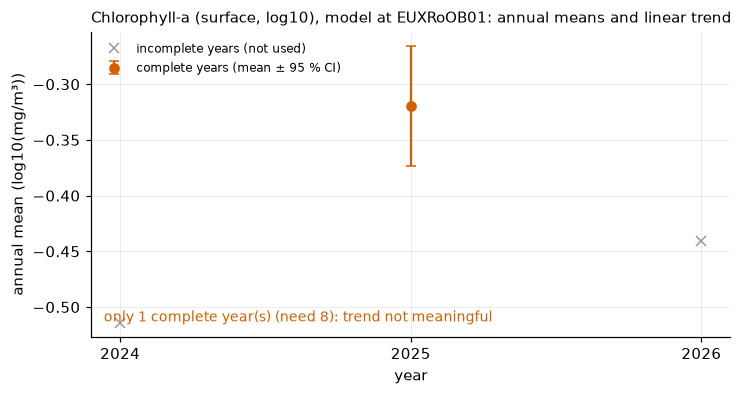 Chlorophyll-a (surface, log10), model at EUXRoOB01: annual means and linear trend
incomplete years (not used)
complete years (mean ± 95 % CI)
annual mean (log10(mg/m³))
−0.30
−0.35
−0.40
−0.45
−0.50
only 1 complete year(s) (need 8): trend not meaningful
2024
2025
2026
year